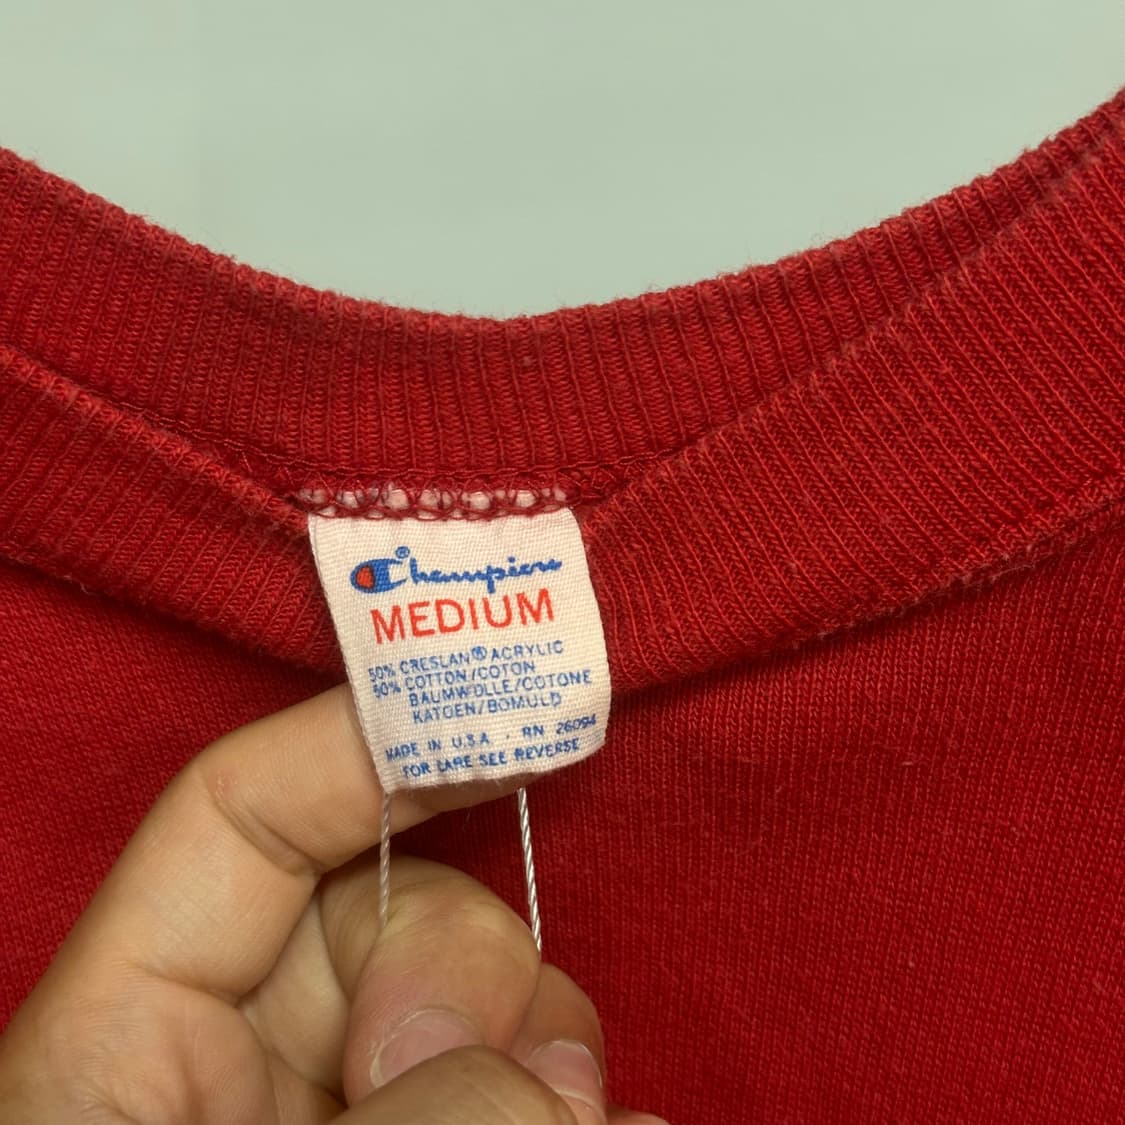 Champion®
MEDIUM
50% CRESLAN® ACRYLIC
50% COTTON/COTON
BAUMWOLLE/COTONE
KATOEN/BOMULD
MADE IN U.S.A. RN 26094
FOR CARE SEE REVERSE